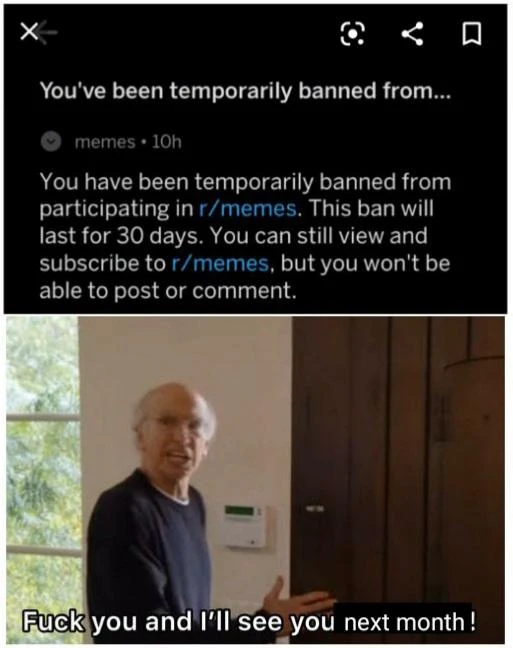 You've been temporarily banned from...
memes • 10h
You have been temporarily banned from
participating in r/memes. This ban will
last for 30 days. You can still view and
subscribe to r/memes, but you won't be
able to post or comment.
Fuck you and I'll see you next month!